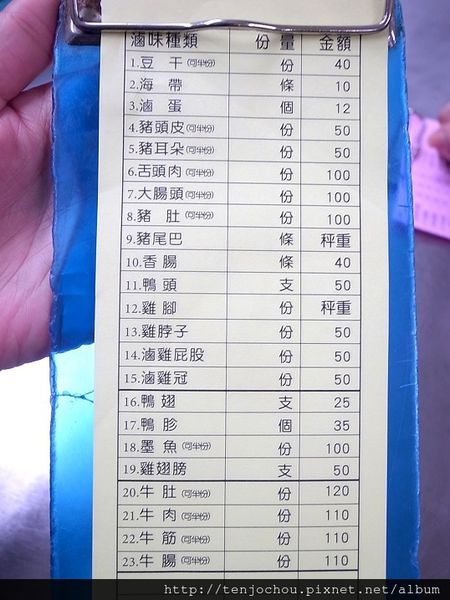 滷味種類 份量 金額
1.豆干(可半份) 份 40
2.海帶 條 10
3.滷蛋 個 12
4.豬頭皮(可半份) 份 50
5.豬耳朵(可半份) 份 50
6.舌頭肉(可半份) 份 100
7.大腸頭(可半份) 份 100
8.豬肚(可半份) 份 100
9.豬尾巴 條 秤重
10.香腸 條 40
11.鴨頭 支 50
12.雞腳 份 秤重
13.雞脖子 份 50
14.滷雞屁股 份 50
15.滷雞冠 份 50
16.鴨翅 支 25
17.鴨胗 個 35
18.墨魚(可半份) 份 100
19.雞翅膀 支 50
20.牛肚(可半份) 份 120
21.牛肉(可半份) 份 110
22.牛筋(可半份) 份 110
23.牛腸(可半份) 份 110
http://tenjochou.pixnet.net/album